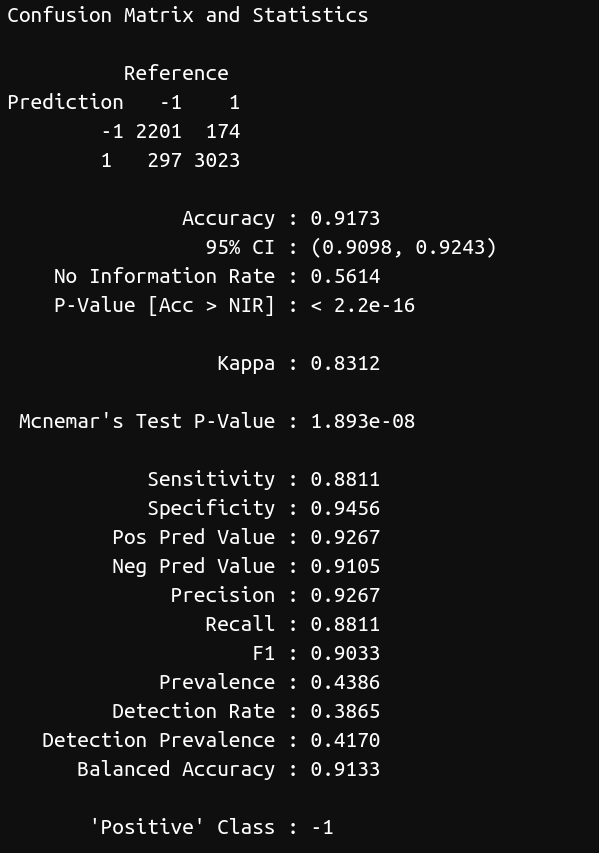 Confusion Matrix and Statistics
Reference
Prediction -1 1
-1 2201 174
1 297 3023
Accuracy : 0.9173
95% CI : (0.9098, 0.9243)
No Information Rate : 0.5614
P-Value [Acc > NIR] : < 2.2e-16
Kappa : 0.8312
Mcnemar's Test P-Value : 1.893e-08
Sensitivity : 0.8811
Specificity : 0.9456
Pos Pred Value : 0.9267
Neg Pred Value : 0.9105
Precision : 0.9267
Recall : 0.8811
F1 : 0.9033
Prevalence : 0.4386
Detection Rate : 0.3865
Detection Prevalence : 0.4170
Balanced Accuracy : 0.9133
'Positive' Class : -1